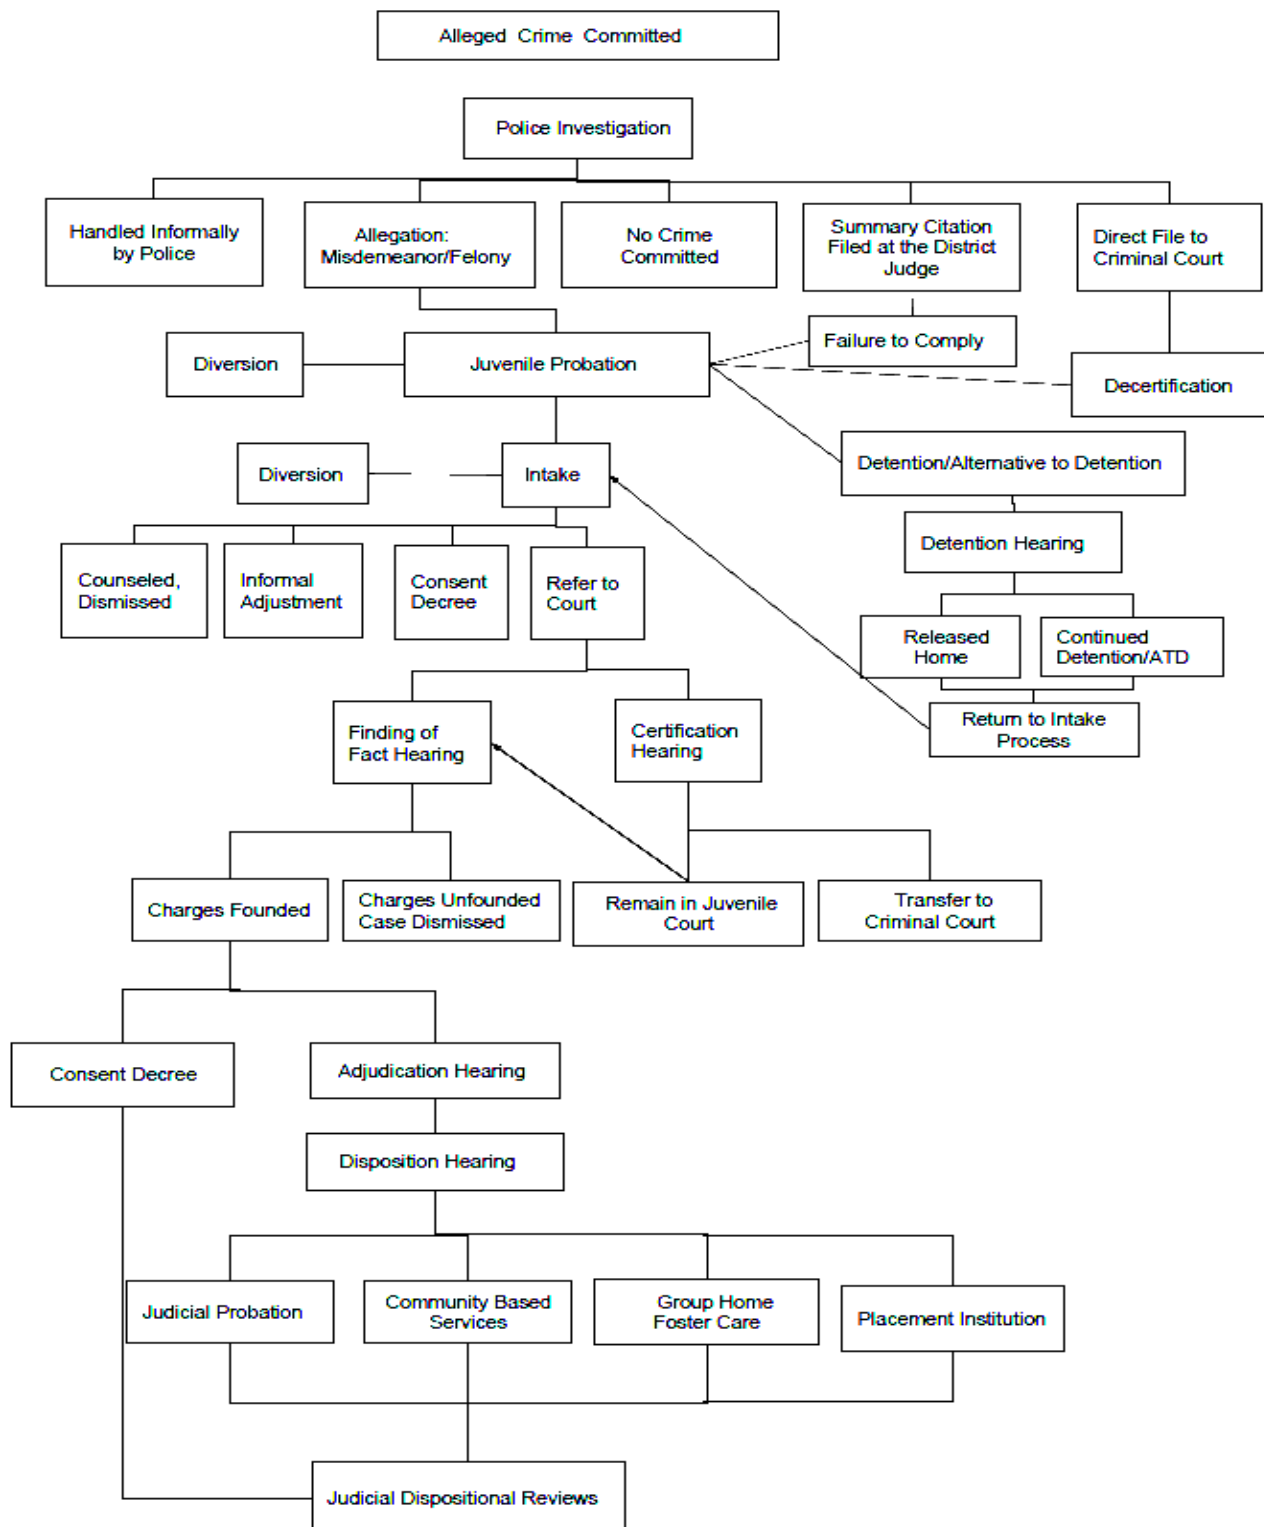 Alleged Crime Committed
Police Investigation
Handled Informally
by Police
Allegation:
Misdemeanor/Felony
No Crime
Committed
Summary Citation
Filed at the District
Judge
Direct File to
Criminal Court
Diversion
Juvenile Probation
Failure to Comply
Decertification
Diversion
Intake
Detention/Alternative to Detention
Detention Hearing
Counseled,
Dismissed
Informal
Adjustment
Consent
Decree
Refer to
Court
Released
Home
Continued
Detention/ATD
Return to Intake
Process
Finding of
Fact Hearing
Certification
Hearing
Charges Founded
Charges Unfounded
Case Dismissed
Remain in Juvenile
Court
Transfer to
Criminal Court
Consent Decree
Adjudication Hearing
Disposition Hearing
Judicial Probation
Community Based
Services
Group Home
Foster Care
Placement Institution
Judicial Dispositional Reviews